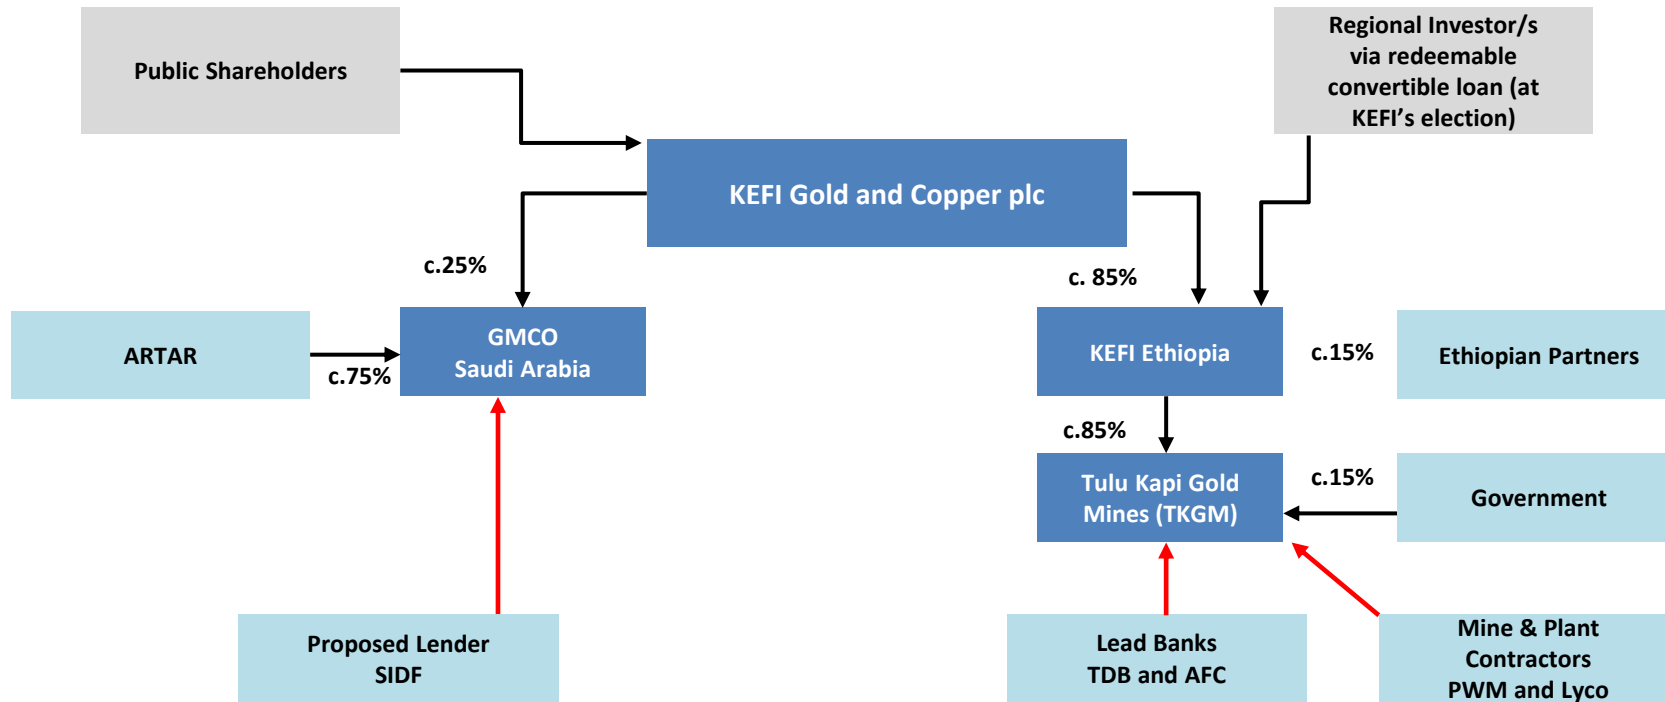 Public Shareholders
Regional Investor/s
via redeemable
convertible loan (at
KEFI’s election)
KEFI Gold and Copper plc
c.25%
c. 85%
ARTAR
c.75%
GMCO
Saudi Arabia
KEFI Ethiopia
c.15%
Ethiopian Partners
c.85%
Tulu Kapi Gold
Mines (TKGM)
c.15%
Government
Proposed Lender
SIDF
Lead Banks
TDB and AFC
Mine & Plant
Contractors
PWM and Lyco